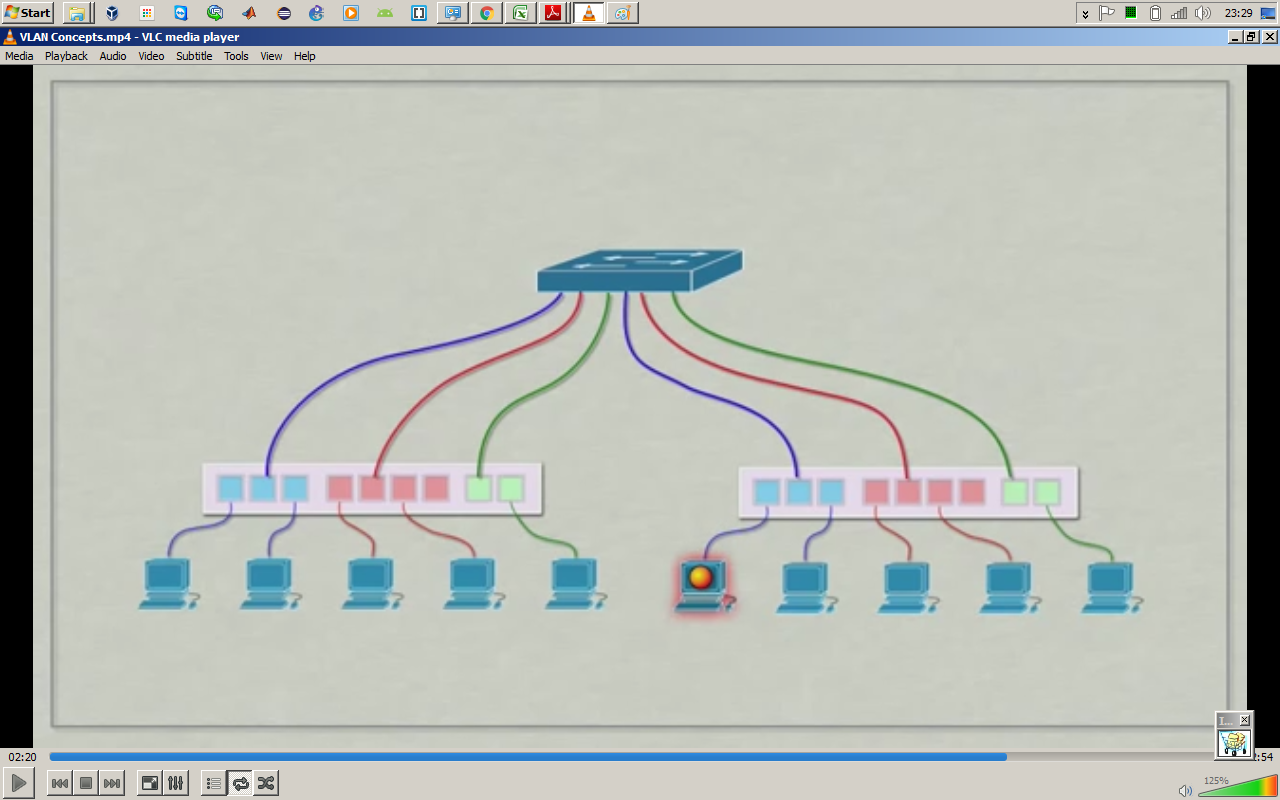 Start
23:29
VLAN Concepts.mp4 - VLC media player
Media Playback Audio Video Subtitle Tools View Help
I...
02:20
:54
125%